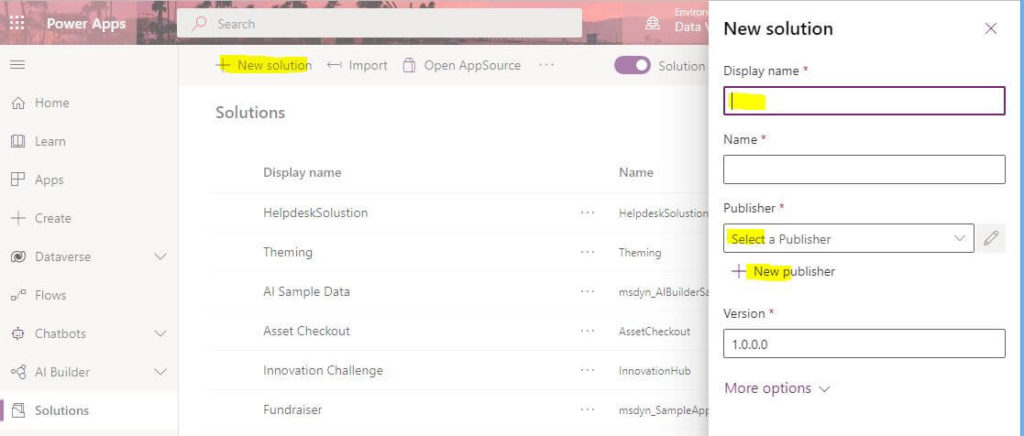 Power Apps
Search
Environ
Data V
Home
Learn
Apps
Create
Dataverse
Flows
Chatbots
AI Builder
Solutions
New solution
Import
Open AppSource
Solution
Solutions
Display name Name
HelpdeskSolustion HelpdeskSolustion
Theming Theming
AI Sample Data msdyn_AIBuilderSa
Asset Checkout AssetCheckout
Innovation Challenge InnovationHub
Fundraiser msdyn_SampleApp
New solution
Display name *
Name *
Publisher *
Select a Publisher
New publisher
Version *
1.0.0.0
More options